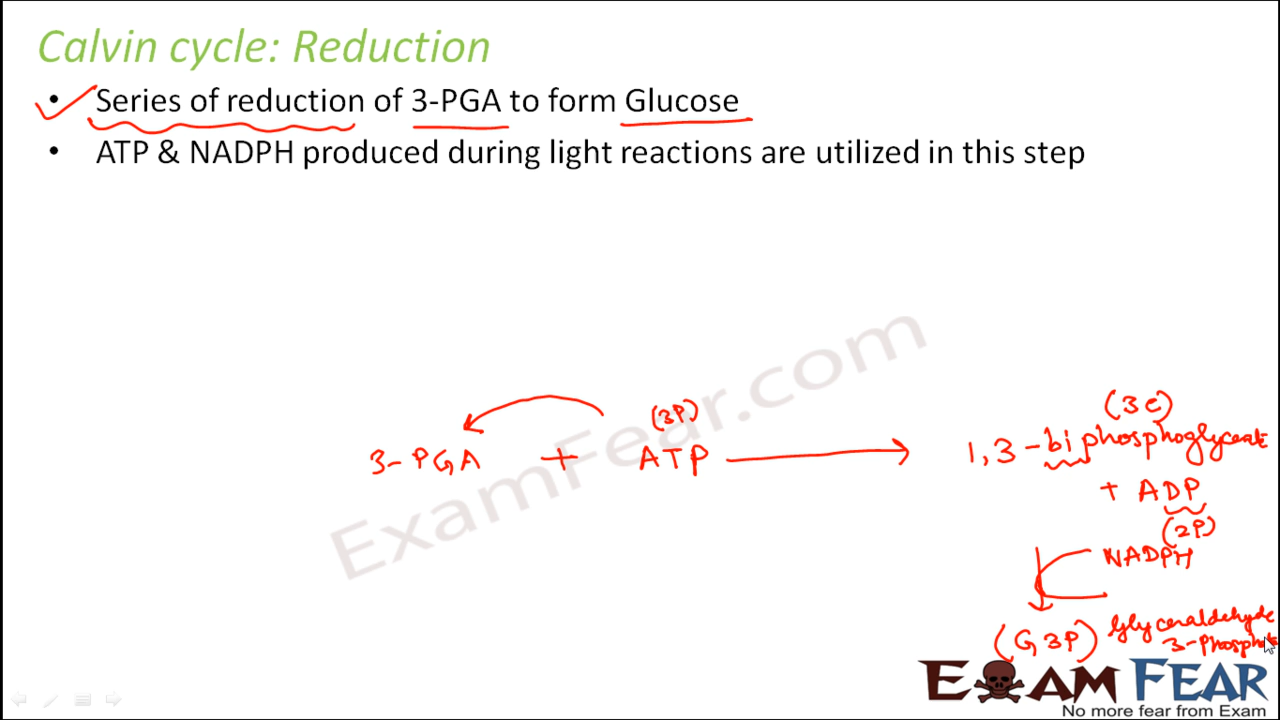 Calvin cycle: Reduction
• Series of reduction of 3-PGA to form Glucose
• ATP & NADPH produced during light reactions are utilized in this step
ExamFear.com
(3P)
(3C)
3-PGA + ATP
1,3-biphosphoglycerate
+ ADP
(2P)
NADPH
(G3P) Glyceraldehyde
3-Phosphate
EXAM FEAR
No more fear from Exam